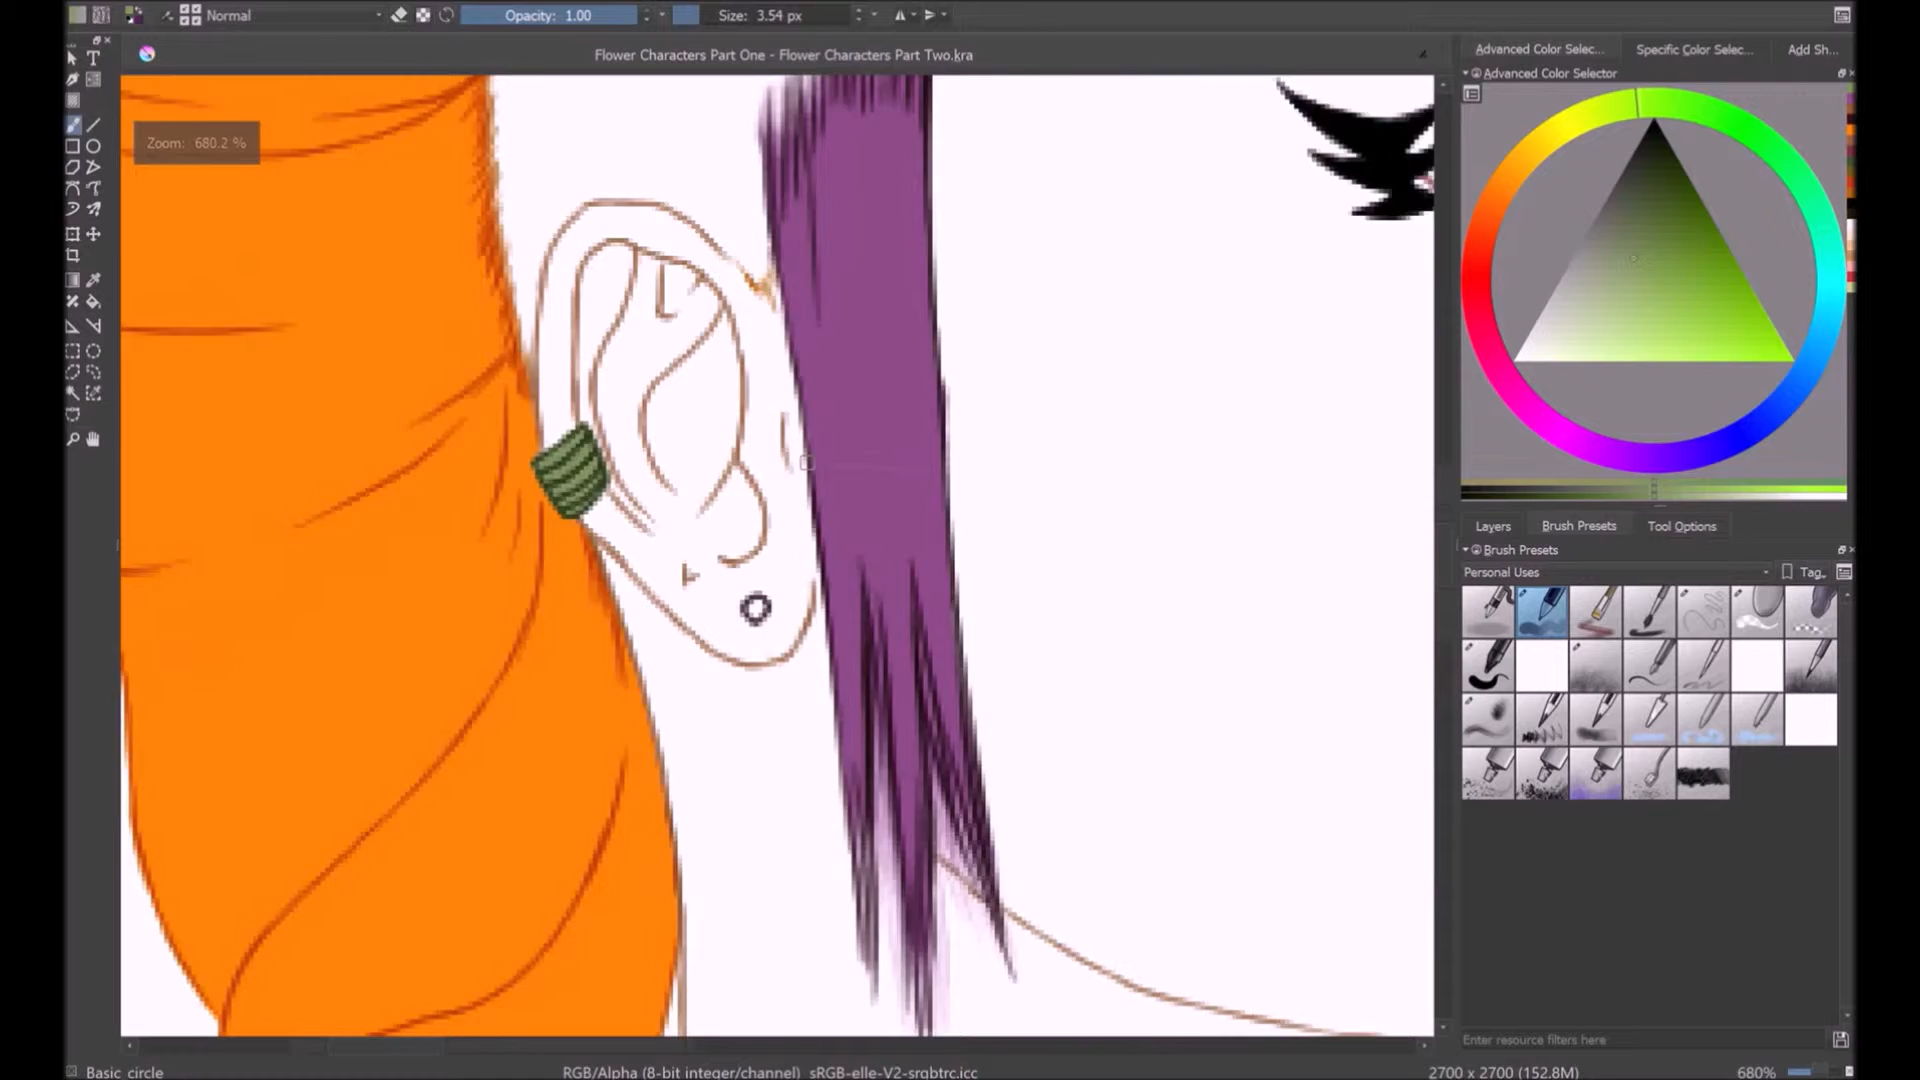 Normal
Opacity: 1.00
Size: 3.54 px
Flower Characters Part One - Flower Characters Part Two.kra
Advanced Color Selec...
Specific Color Selec...
Add Sh...
Advanced Color Selector
Zoom: 680.2 %
Layers
Brush Presets
Tool Options
Brush Presets
Personal Uses
Tag
Enter resource filters here
Basic_circle
RGB/Alpha (8-bit integer/channel) sRGB-elle-V2-srgbtrc.icc
2700 x 2700 (152.8M)
680%